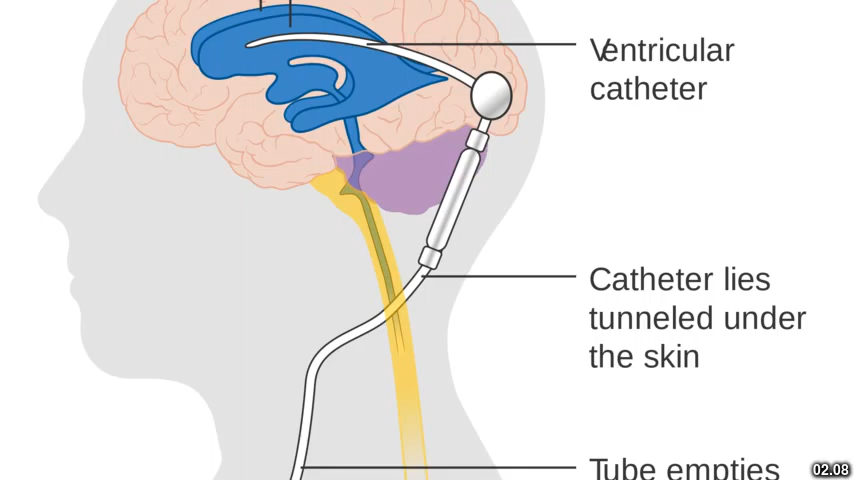 Ventricular
catheter
Catheter lies
tunneled under
the skin
Tube empties
02.08